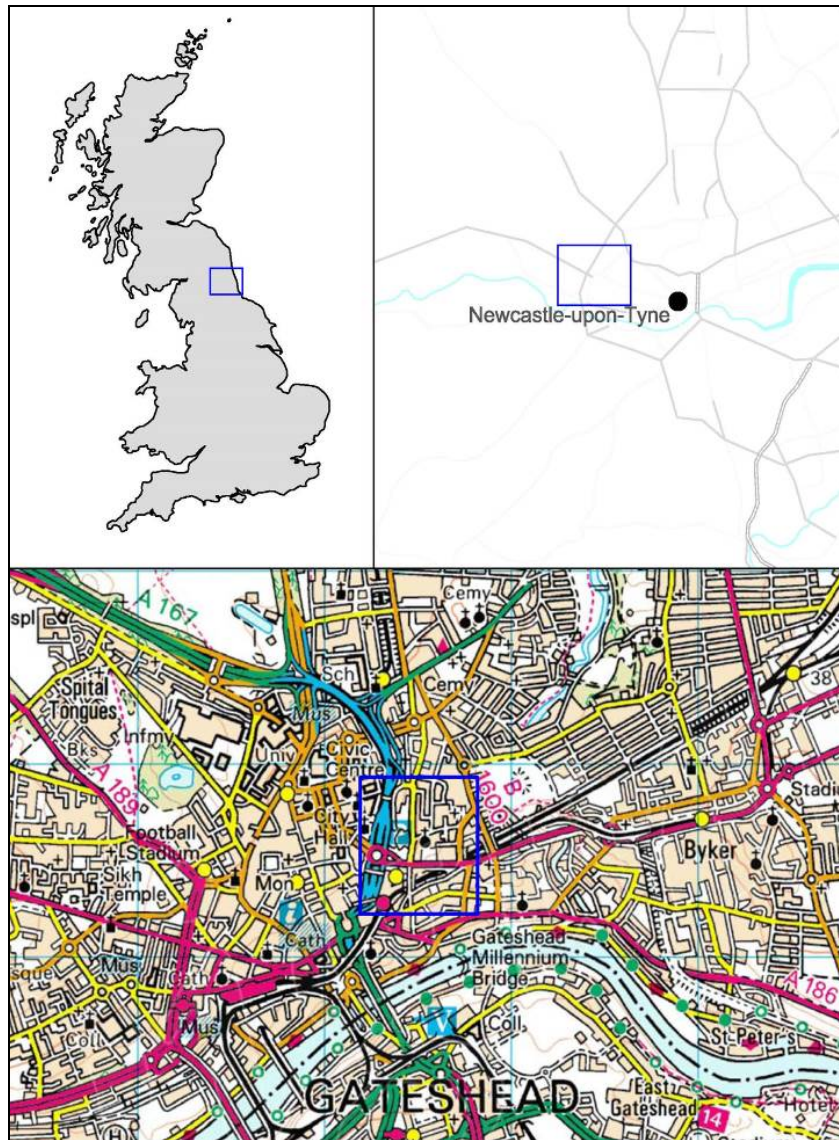 Newcastle-upon-Tyne
A 167
Cemy
spl
Sch
Cemy
38
Spital
Tongues
Mus
Bks
Infmy
Univ
Civic
Centre
B
1600
A 189
City
Hall
Stadiu
Football
Stadium
Byker
Sikh
Temple
Mon
i
Cath
Gateshead
Millennium
Bridge
sque
Mus
Cath
A 186
Mus
Coll
V
Coll
St Peter's
GATESHEAD
East
Gateshead
14
Hotel
H